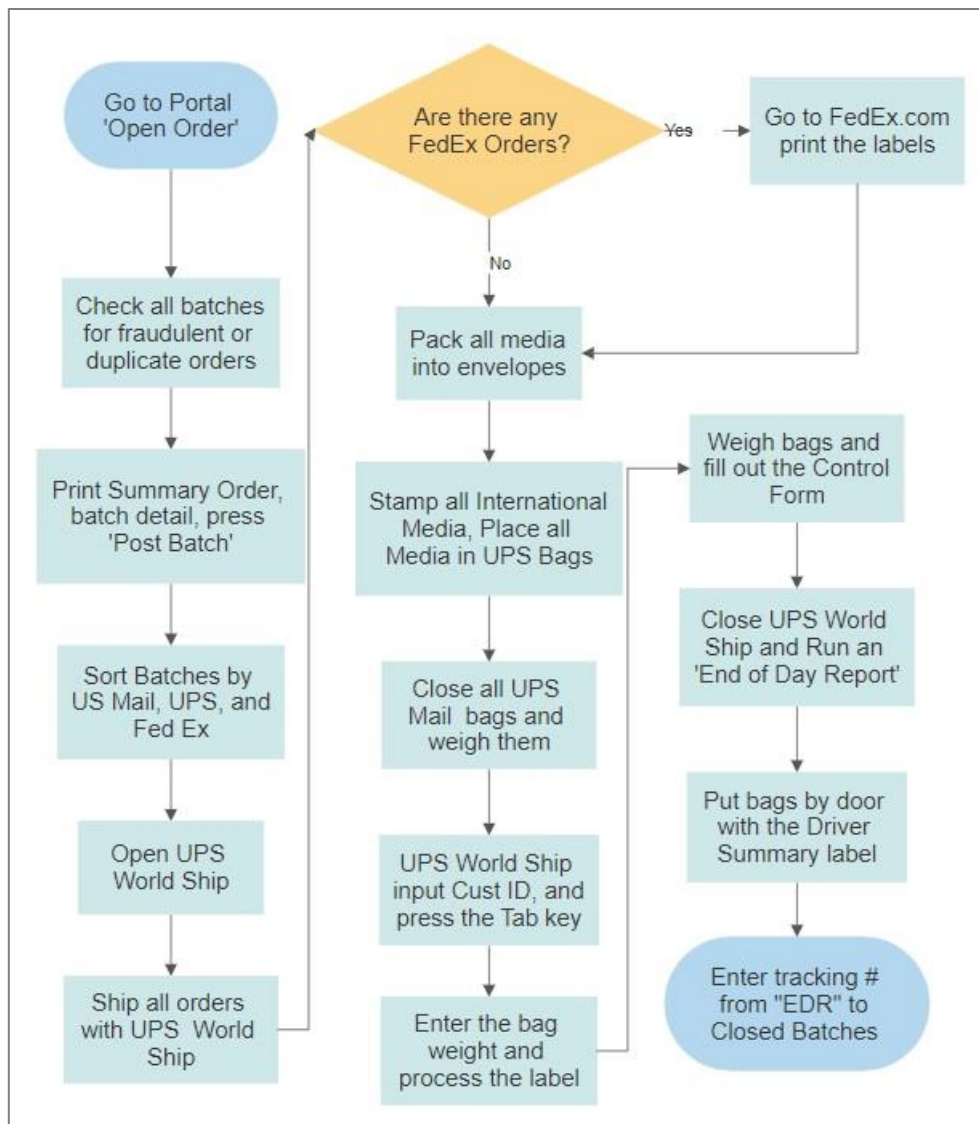 Go to Portal
'Open Order'
Check all batches
for fraudulent or
duplicate orders
Print Summary Order,
batch detail, press
'Post Batch'
Sort Batches by
US Mail, UPS, and
Fed Ex
Open UPS
World Ship
Ship all orders
with UPS World
Ship
Are there any
FedEx Orders?
Yes
Go to FedEx.com
print the labels
No
Pack all media
into envelopes
Stamp all International
Media, Place all
Media in UPS Bags
Close all UPS
Mail bags and
weigh them
UPS World Ship
input Cust ID, and
press the Tab key
Enter the bag
weight and
process the label
Weigh bags and
fill out the Control
Form
Close UPS World
Ship and Run an
'End of Day Report'
Put bags by door
with the Driver
Summary label
Enter tracking #
from "EDR" to
Closed Batches